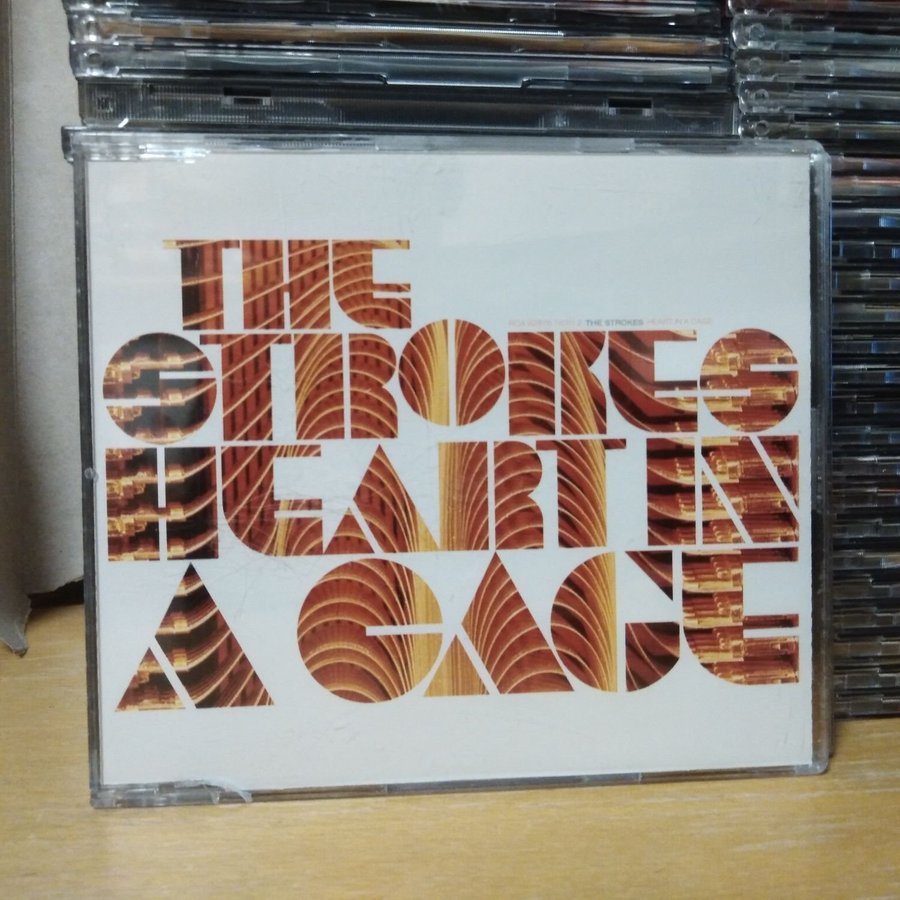 THE
THE STROKES HEART IN A CAGE
STROKES
HEART IN
A CAGE